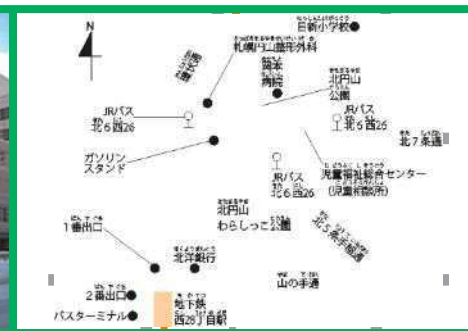 N
日新小学校
札幌円山整形外科
病院
北円山
公園
JRバス
北6西26
JRバス
北6西26
北7条通
ガソリン
スタンド
JRバス
北6西26
児童福祉総合センター
(児童相談所)
北円山
わらしっこ公園
北5条手稲通
1番出口
北洋銀行
山の手通
2番出口
地下鉄
西28丁目駅
バスターミナル